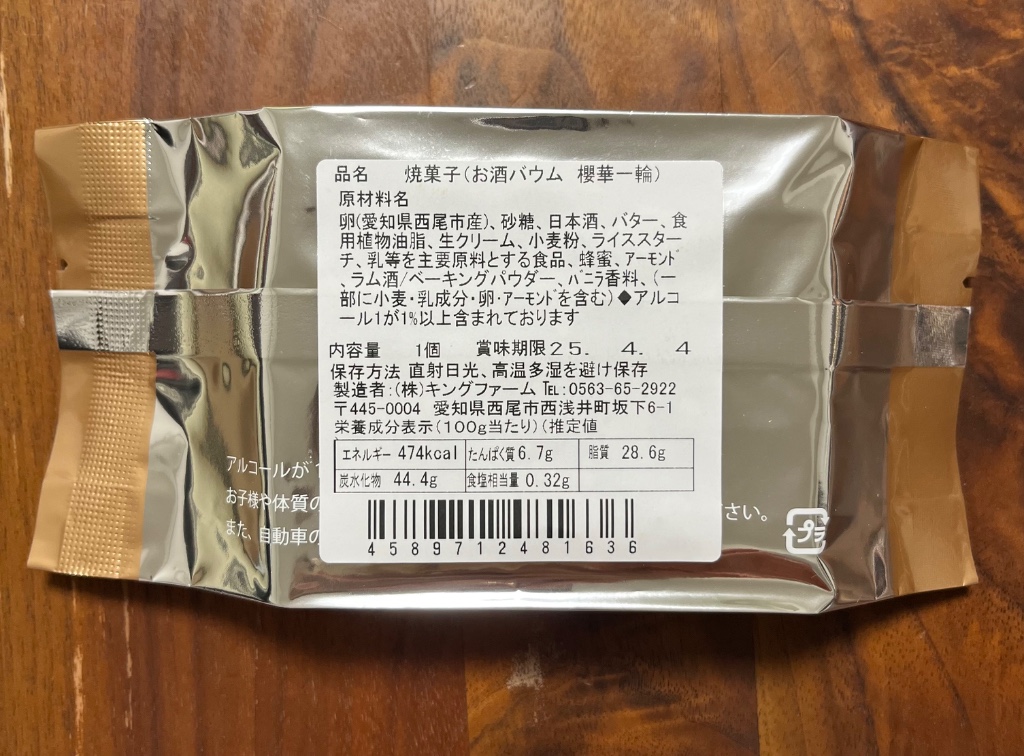 品名 焼菓子(お酒バウム 櫻華一輪)
原材料名
卵(愛知県西尾市産)、砂糖、日本酒、バター、食
用植物油脂、生クリーム、小麦粉、ライススター
チ、乳等を主要原料とする食品、蜂蜜、アーモンド
、ラム酒/ベーキングパウダー、バニラ香料、(一
部に小麦・乳成分・卵・アーモンドを含む)◆アルコ
ール1が1%以上含まれております
内容量 1個 賞味期限25. 4. 4
保存方法 直射日光、高温多湿を避け保存
製造者:(株)キングファーム TEL:0563-65-2922
〒445-0004 愛知県西尾市西浅井町坂下6-1
栄養成分表示(100g当たり)(推定値
エネルギー 474kcal たんぱく質 6.7g 脂質 28.6g
炭水化物 44.4g 食塩相当量 0.32g
4589712481636
アルコールが
お子様や体質の
さい。
また、自動車の
プラ